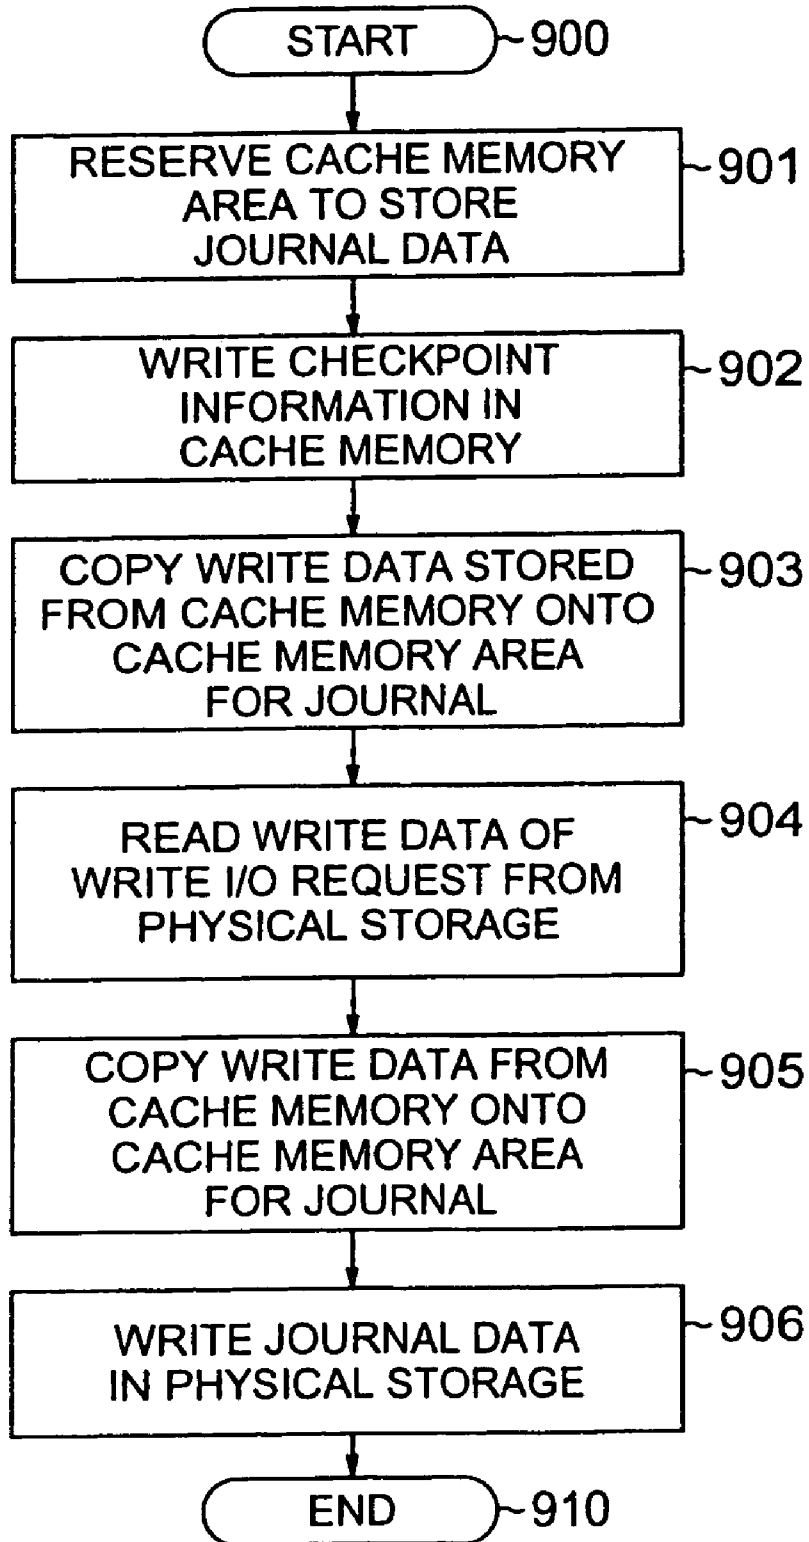 START ~900
RESERVE CACHE MEMORY ~901
AREA TO STORE
JOURNAL DATA
WRITE CHECKPOINT ~902
INFORMATION IN
CACHE MEMORY
COPY WRITE DATA STORED ~903
FROM CACHE MEMORY ONTO
CACHE MEMORY AREA
FOR JOURNAL
READ WRITE DATA OF ~904
WRITE I/O REQUEST FROM
PHYSICAL STORAGE
COPY WRITE DATA FROM ~905
CACHE MEMORY ONTO
CACHE MEMORY AREA
FOR JOURNAL
WRITE JOURNAL DATA ~906
IN PHYSICAL STORAGE
END ~910